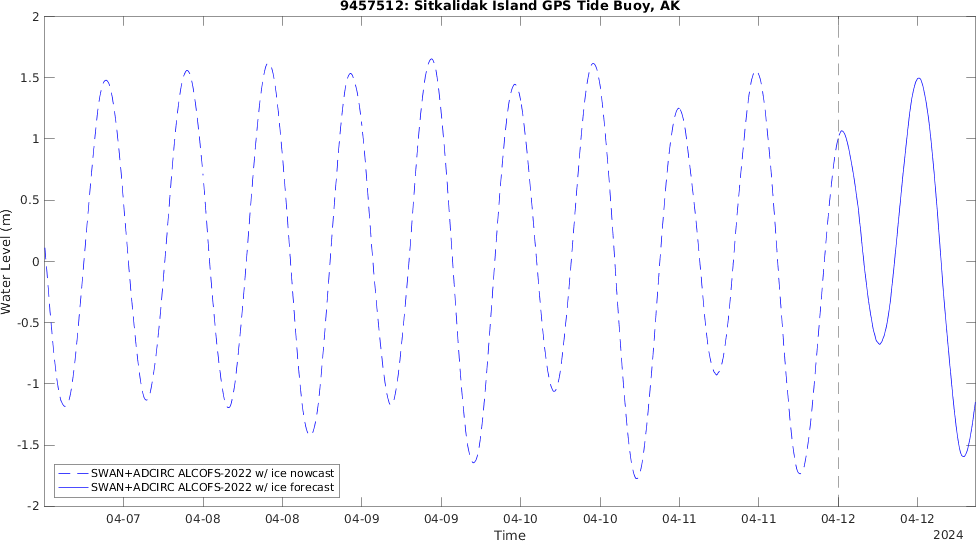 9457512: Sitkalidak Island GPS Tide Buoy, AK
2
1.5
1
0.5
0
-0.5
-1
-1.5
-2
Water Level (m)
SWAN+ADCIRC ALCOFS-2022 w/ ice nowcast
SWAN+ADCIRC ALCOFS-2022 w/ ice forecast
04-07 04-08 04-08 04-09 04-09 04-10 04-10 04-11 04-11 04-12 04-12
Time
2024